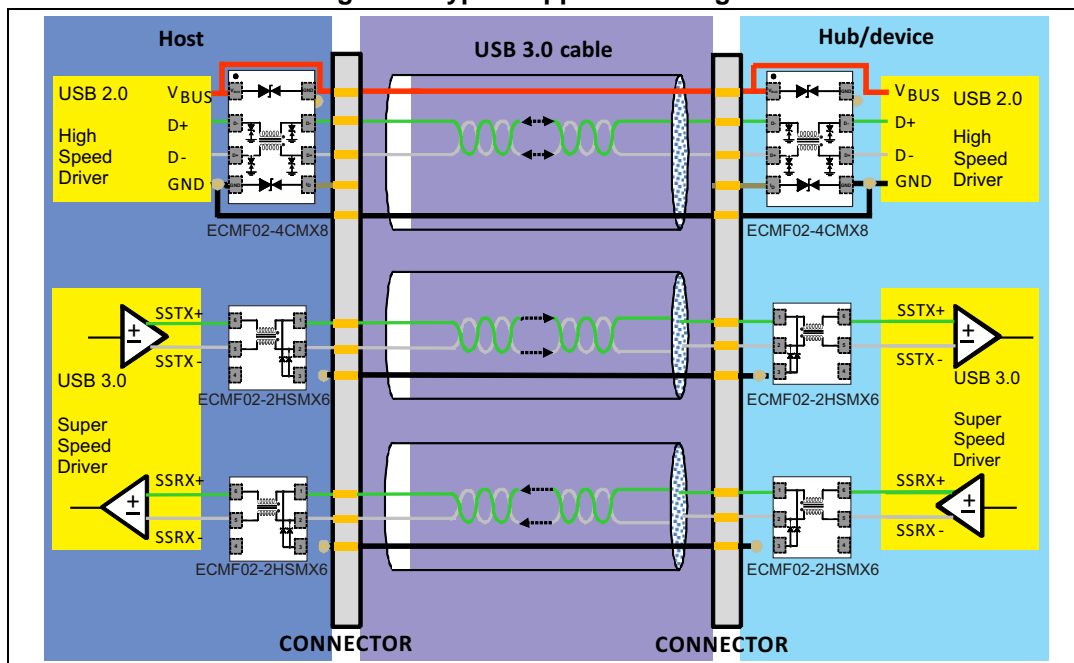 Host
USB 3.0 cable
Hub/device
USB 2.0
High
Speed
Driver
VBUS
D+
D-
GND
ECMF02-4CMX8
ECMF02-4CMX8
VBUS
D+
D-
GND
USB 2.0
High
Speed
Driver
SSTX+
SSTX-
USB 3.0
Super
Speed
Driver
SSRX+
SSRX-
ECMF02-2HSMX6
ECMF02-2HSMX6
ECMF02-2HSMX6
ECMF02-2HSMX6
SSTX+
SSTX-
USB 3.0
Super
Speed
Driver
SSRX+
SSRX-
CONNECTOR
CONNECTOR